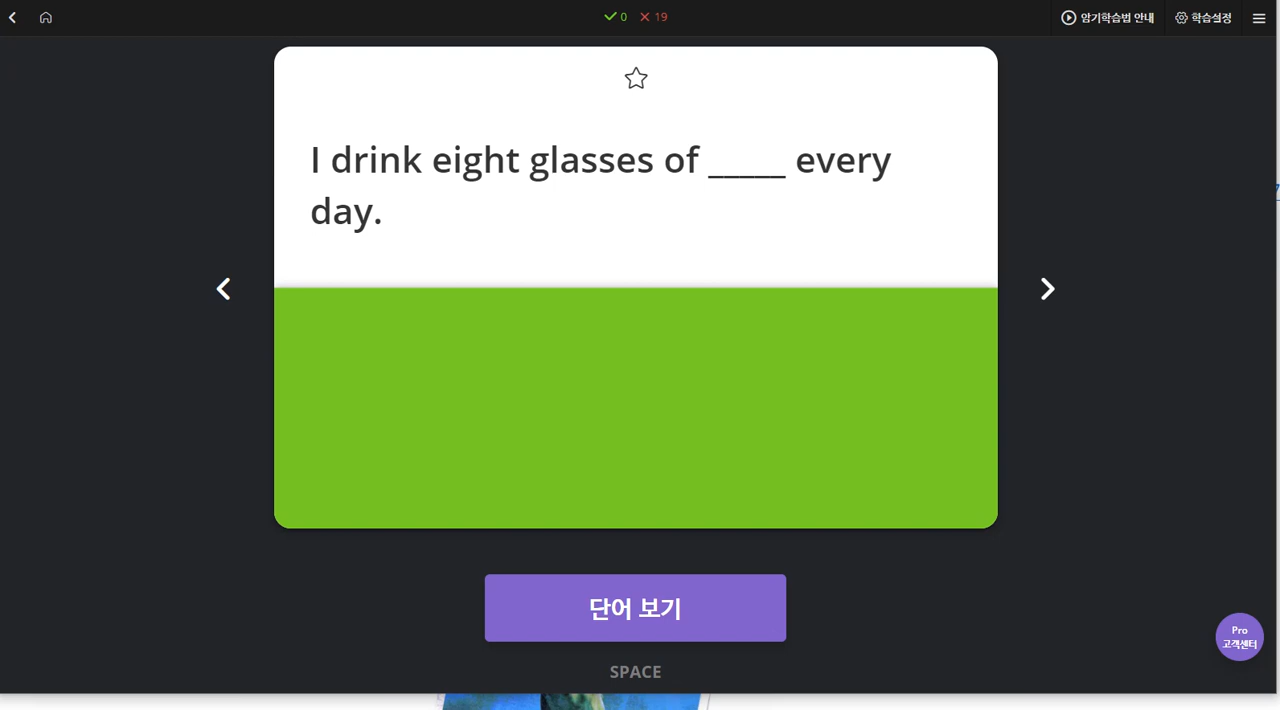 0 19 암기학습법 안내 학습설정
I drink eight glasses of _____ every
day.
단어 보기
SPACE
Pro
고객센터